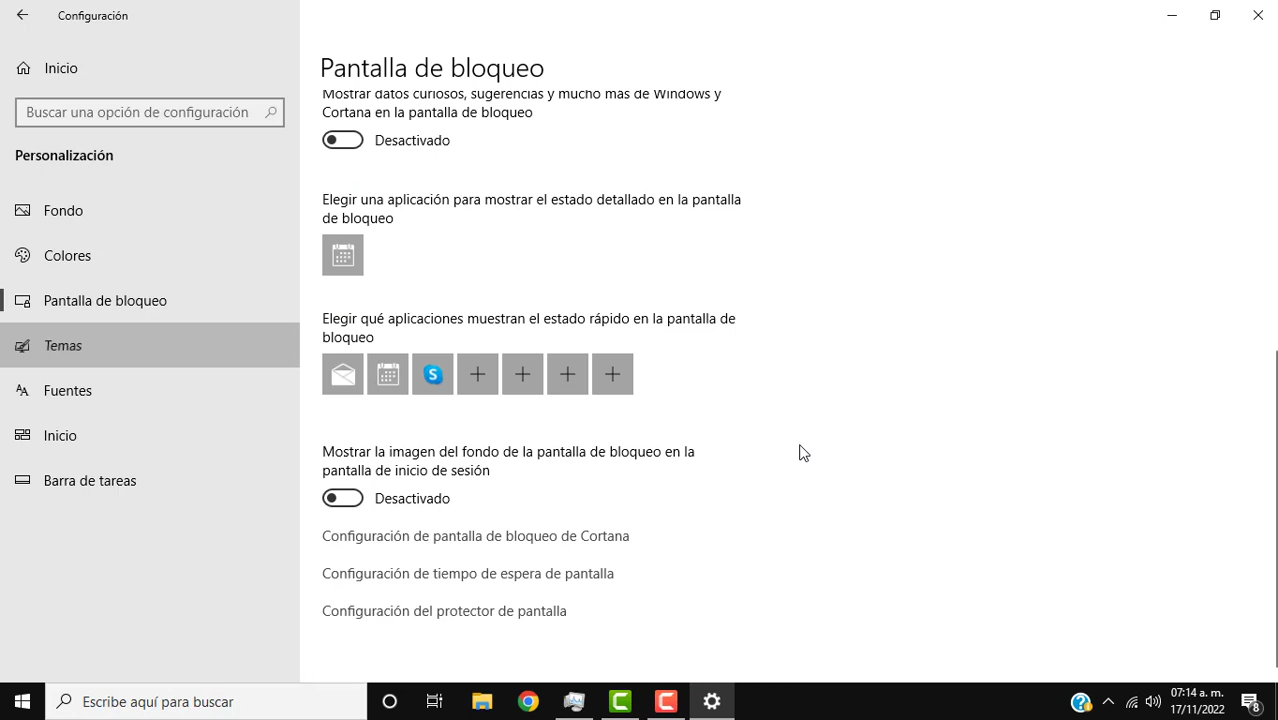 Configuración
Inicio
Buscar una opción de configuración
Personalización
Fondo
Colores
Pantalla de bloqueo
Temas
Fuentes
Inicio
Barra de tareas
Pantalla de bloqueo
Mostrar datos curiosos, sugerencias y mucho más de Windows y
Cortana en la pantalla de bloqueo
Desactivado
Elegir una aplicación para mostrar el estado detallado en la pantalla
de bloqueo
Elegir qué aplicaciones muestran el estado rápido en la pantalla de
bloqueo
Mostrar la imagen del fondo de la pantalla de bloqueo en la
pantalla de inicio de sesión
Desactivado
Configuración de pantalla de bloqueo de Cortana
Configuración de tiempo de espera de pantalla
Configuración del protector de pantalla
Escribe aquí para buscar
07:14 a. m.
17/11/2022
8